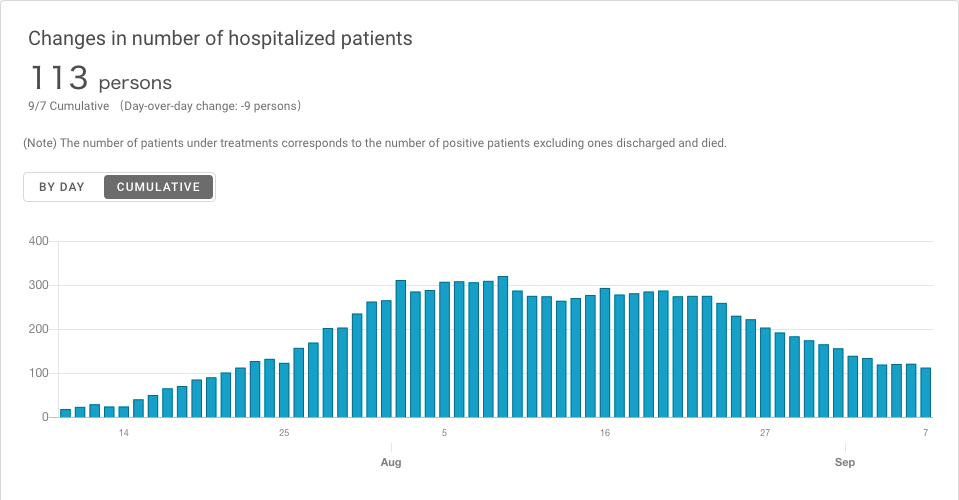 Changes in number of hospitalized patients
113 persons
9/7 Cumulative (Day-over-day change: -9 persons)
(Note) The number of patients under treatments corresponds to the number of positive patients excluding ones discharged and died.
BY DAY CUMULATIVE
400
300
200
100
0
14 25 5 16 27 7
Aug Sep